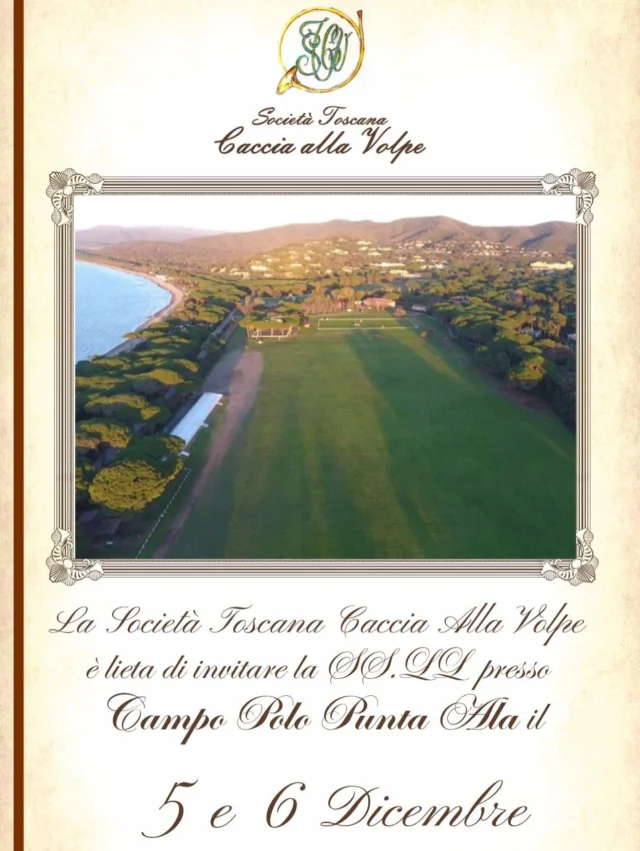 Società Toscana
Caccia alla Volpe
La Società Toscana Caccia Alla Volpe
è lieta di invitare la SS.LL presso
Campo Polo Punta Ala il
5 e 6 Dicembre